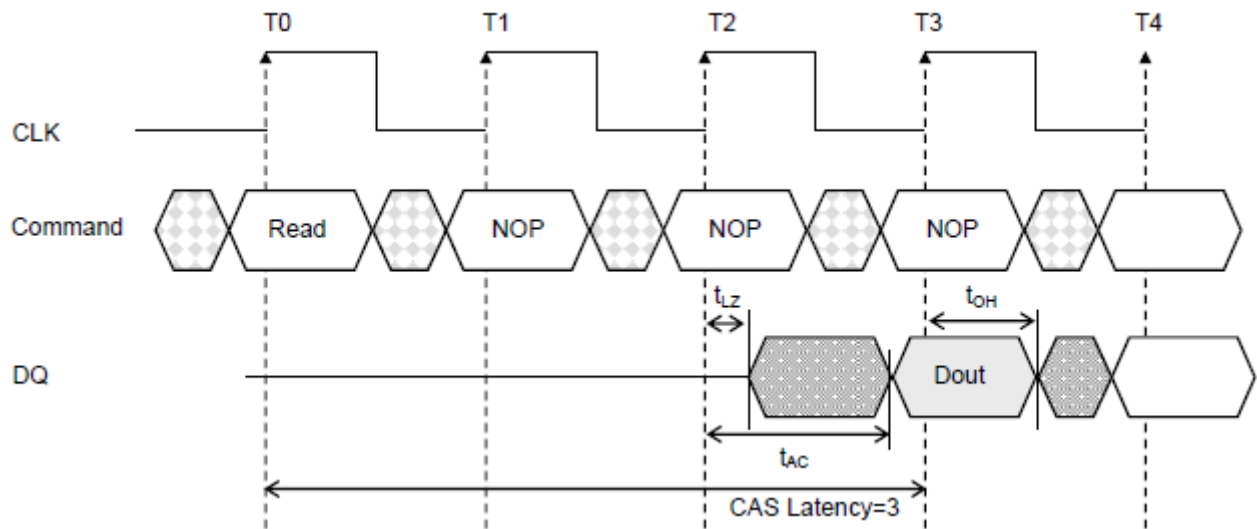 T0 T1 T2 T3 T4
CLK
Command Read NOP NOP NOP
tLZ tOH
DQ Dout
tAC
CAS Latency=3